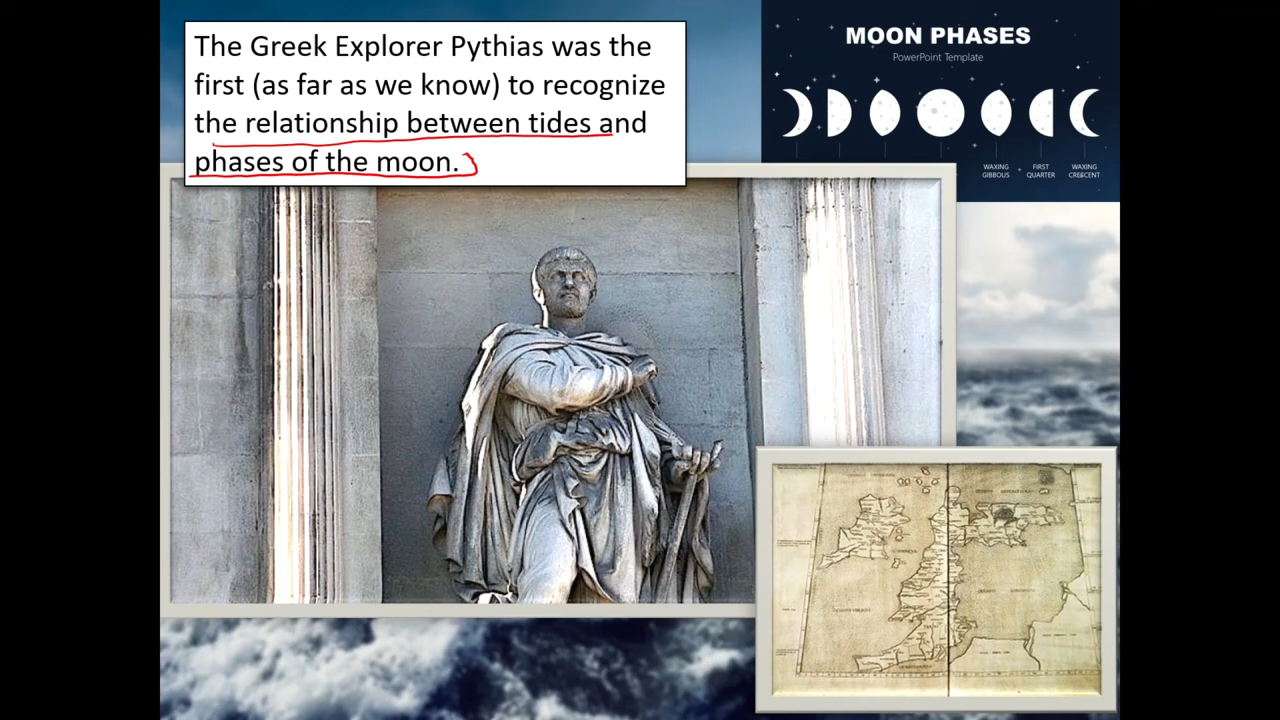 The Greek Explorer Pythias was the
first (as far as we know) to recognize
the relationship between tides and
phases of the moon.
MOON PHASES
PowerPoint Template
WAXING
GIBBOUS
FIRST
QUARTER
WAXING
CRESCENT